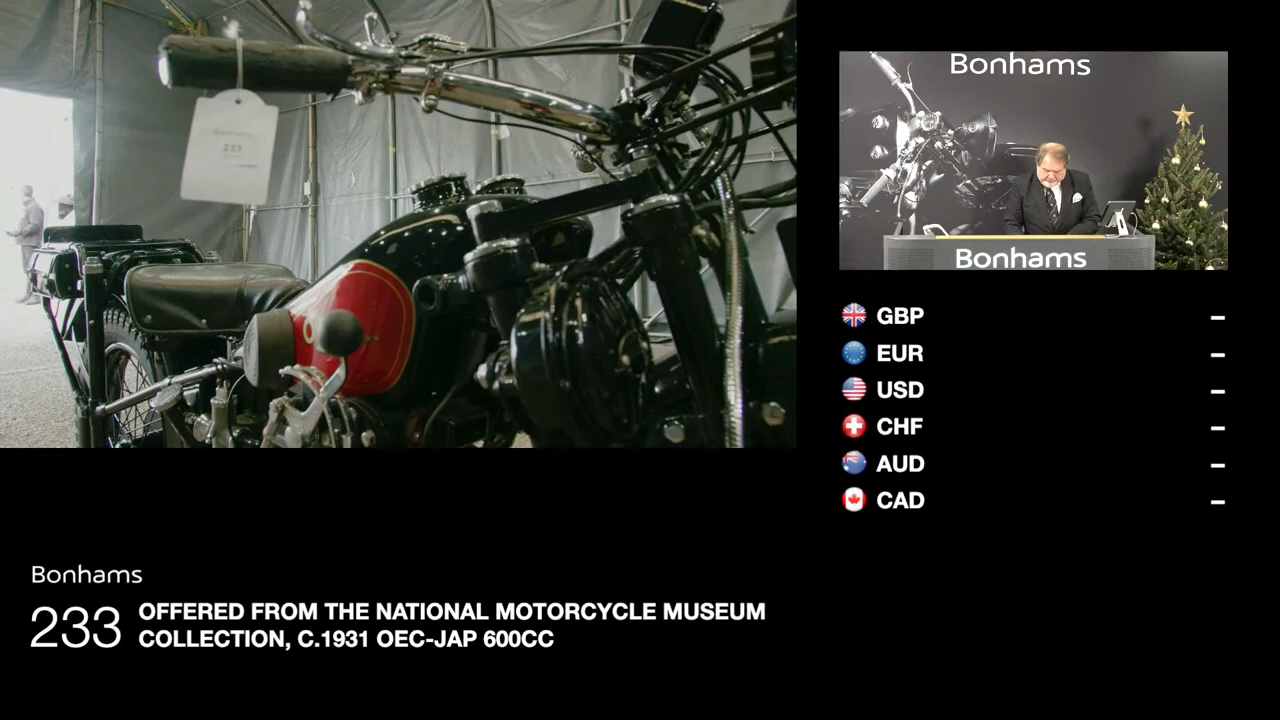 233
Bonhams
Bonhams
GBP –
EUR –
USD –
CHF –
AUD –
CAD –
Bonhams
233 OFFERED FROM THE NATIONAL MOTORCYCLE MUSEUM
COLLECTION, C.1931 OEC-JAP 600CC